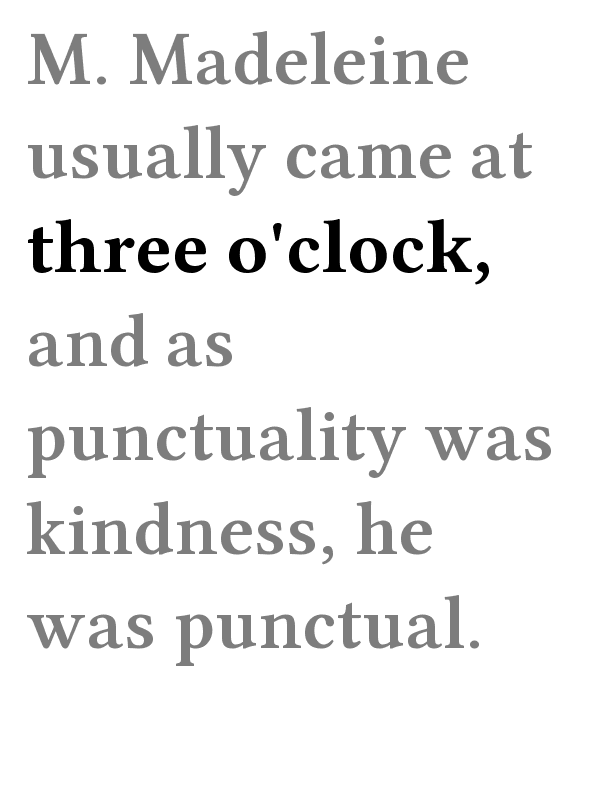 M. Madeleine
usually came at
three o'clock,
and as
punctuality was
kindness, he
was punctual.